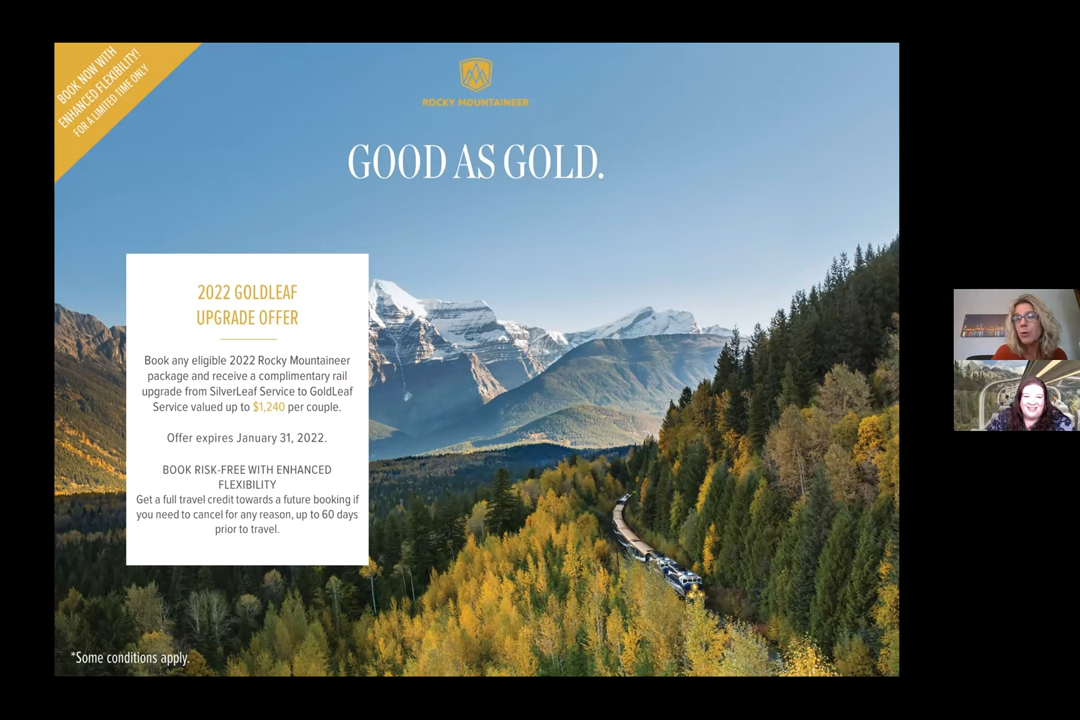 BOOK NOW WITH
ENHANCED FLEXIBILITY!
FOR A LIMITED TIME ONLY
ROCKY MOUNTAINEER
GOOD AS GOLD.
2022 GOLDLEAF
UPGRADE OFFER
Book any eligible 2022 Rocky Mountaineer
package and receive a complimentary rail
upgrade from SilverLeaf Service to GoldLeaf
Service valued up to $1,240 per couple.
Offer expires January 31, 2022.
BOOK RISK-FREE WITH ENHANCED
FLEXIBILITY
Get a full travel credit towards a future booking if
you need to cancel for any reason, up to 60 days
prior to travel.
*Some conditions apply.